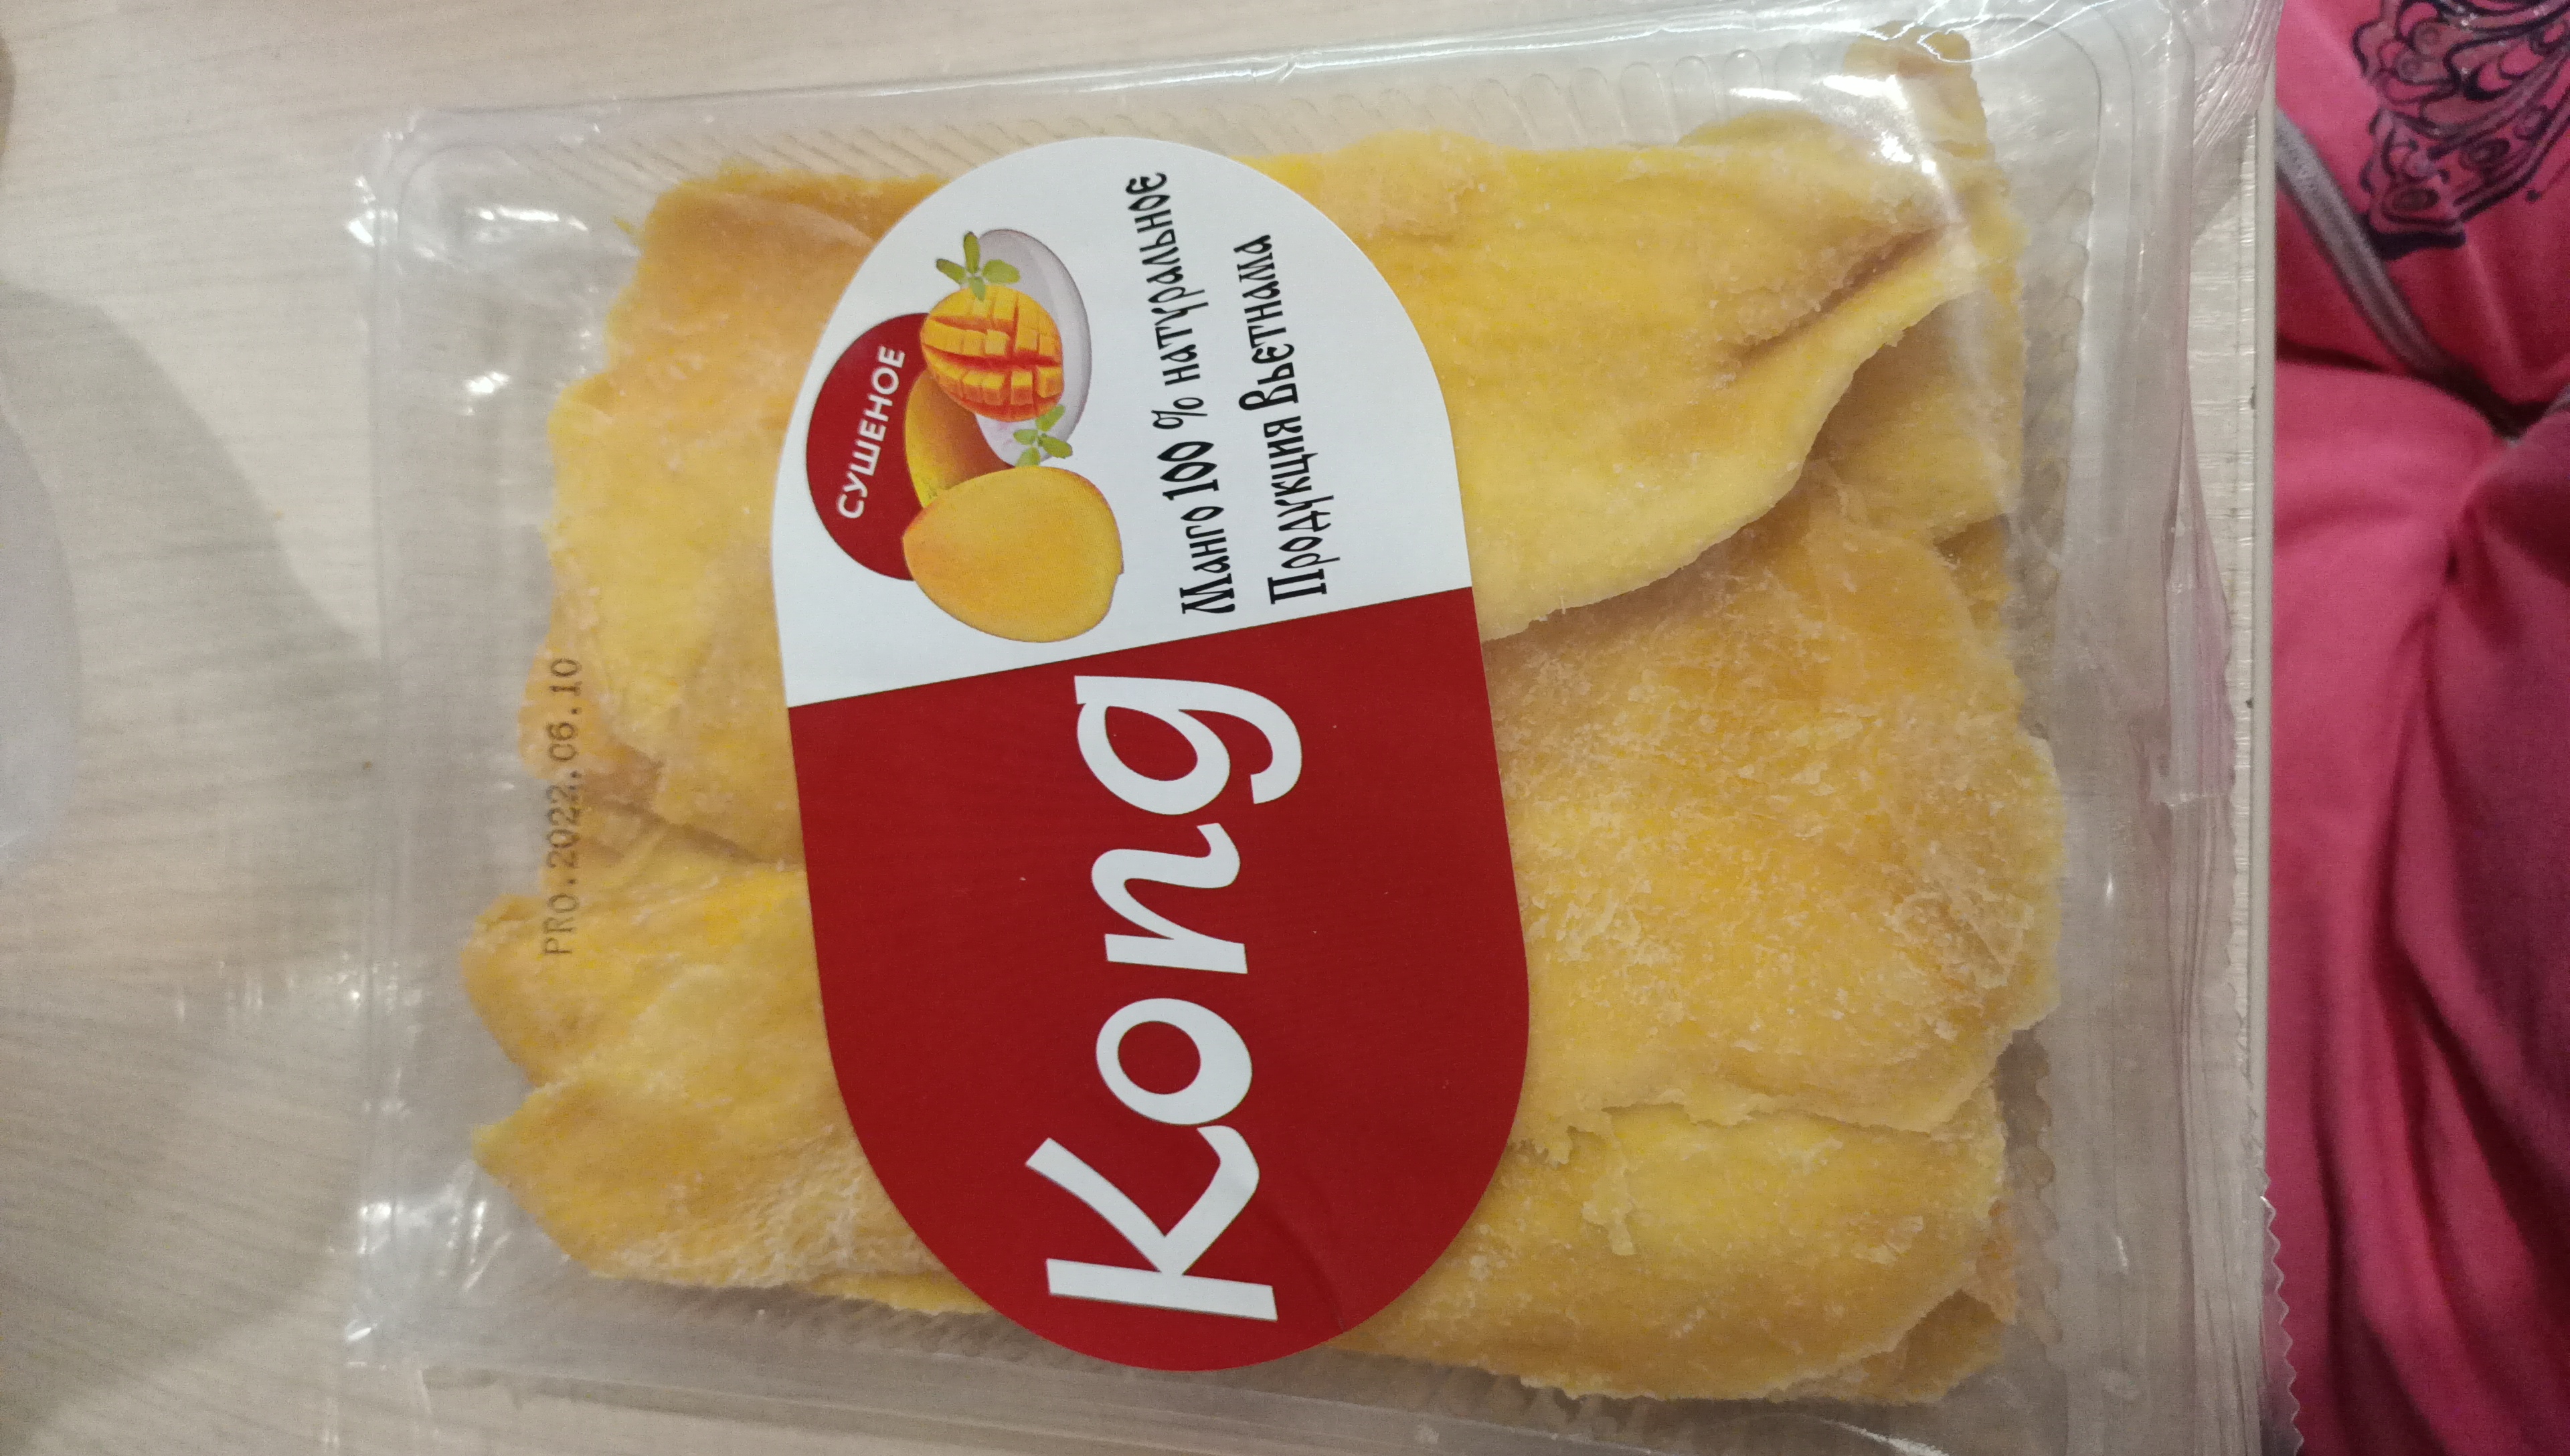 СУШЕНОЕ
Манго 100 % натуральное
Продукция Вьетнама
Kong
PRO.2022.06.10